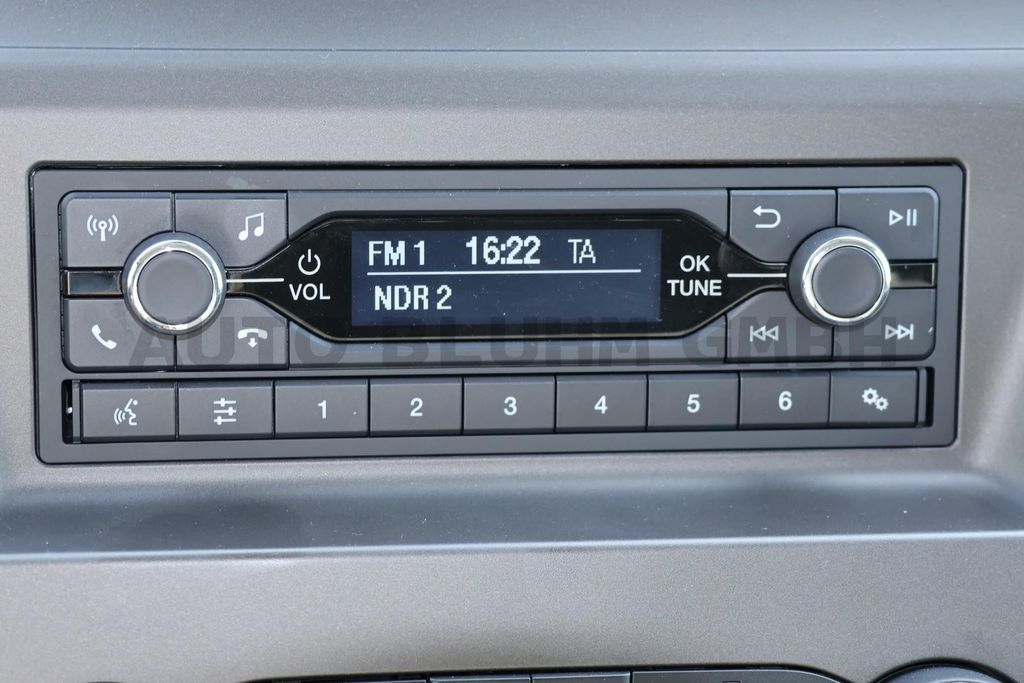 FM 1 16:22 TA
NDR 2
VOL
OK
TUNE
AUTO BLUHM GMBH
1 2 3 4 5 6